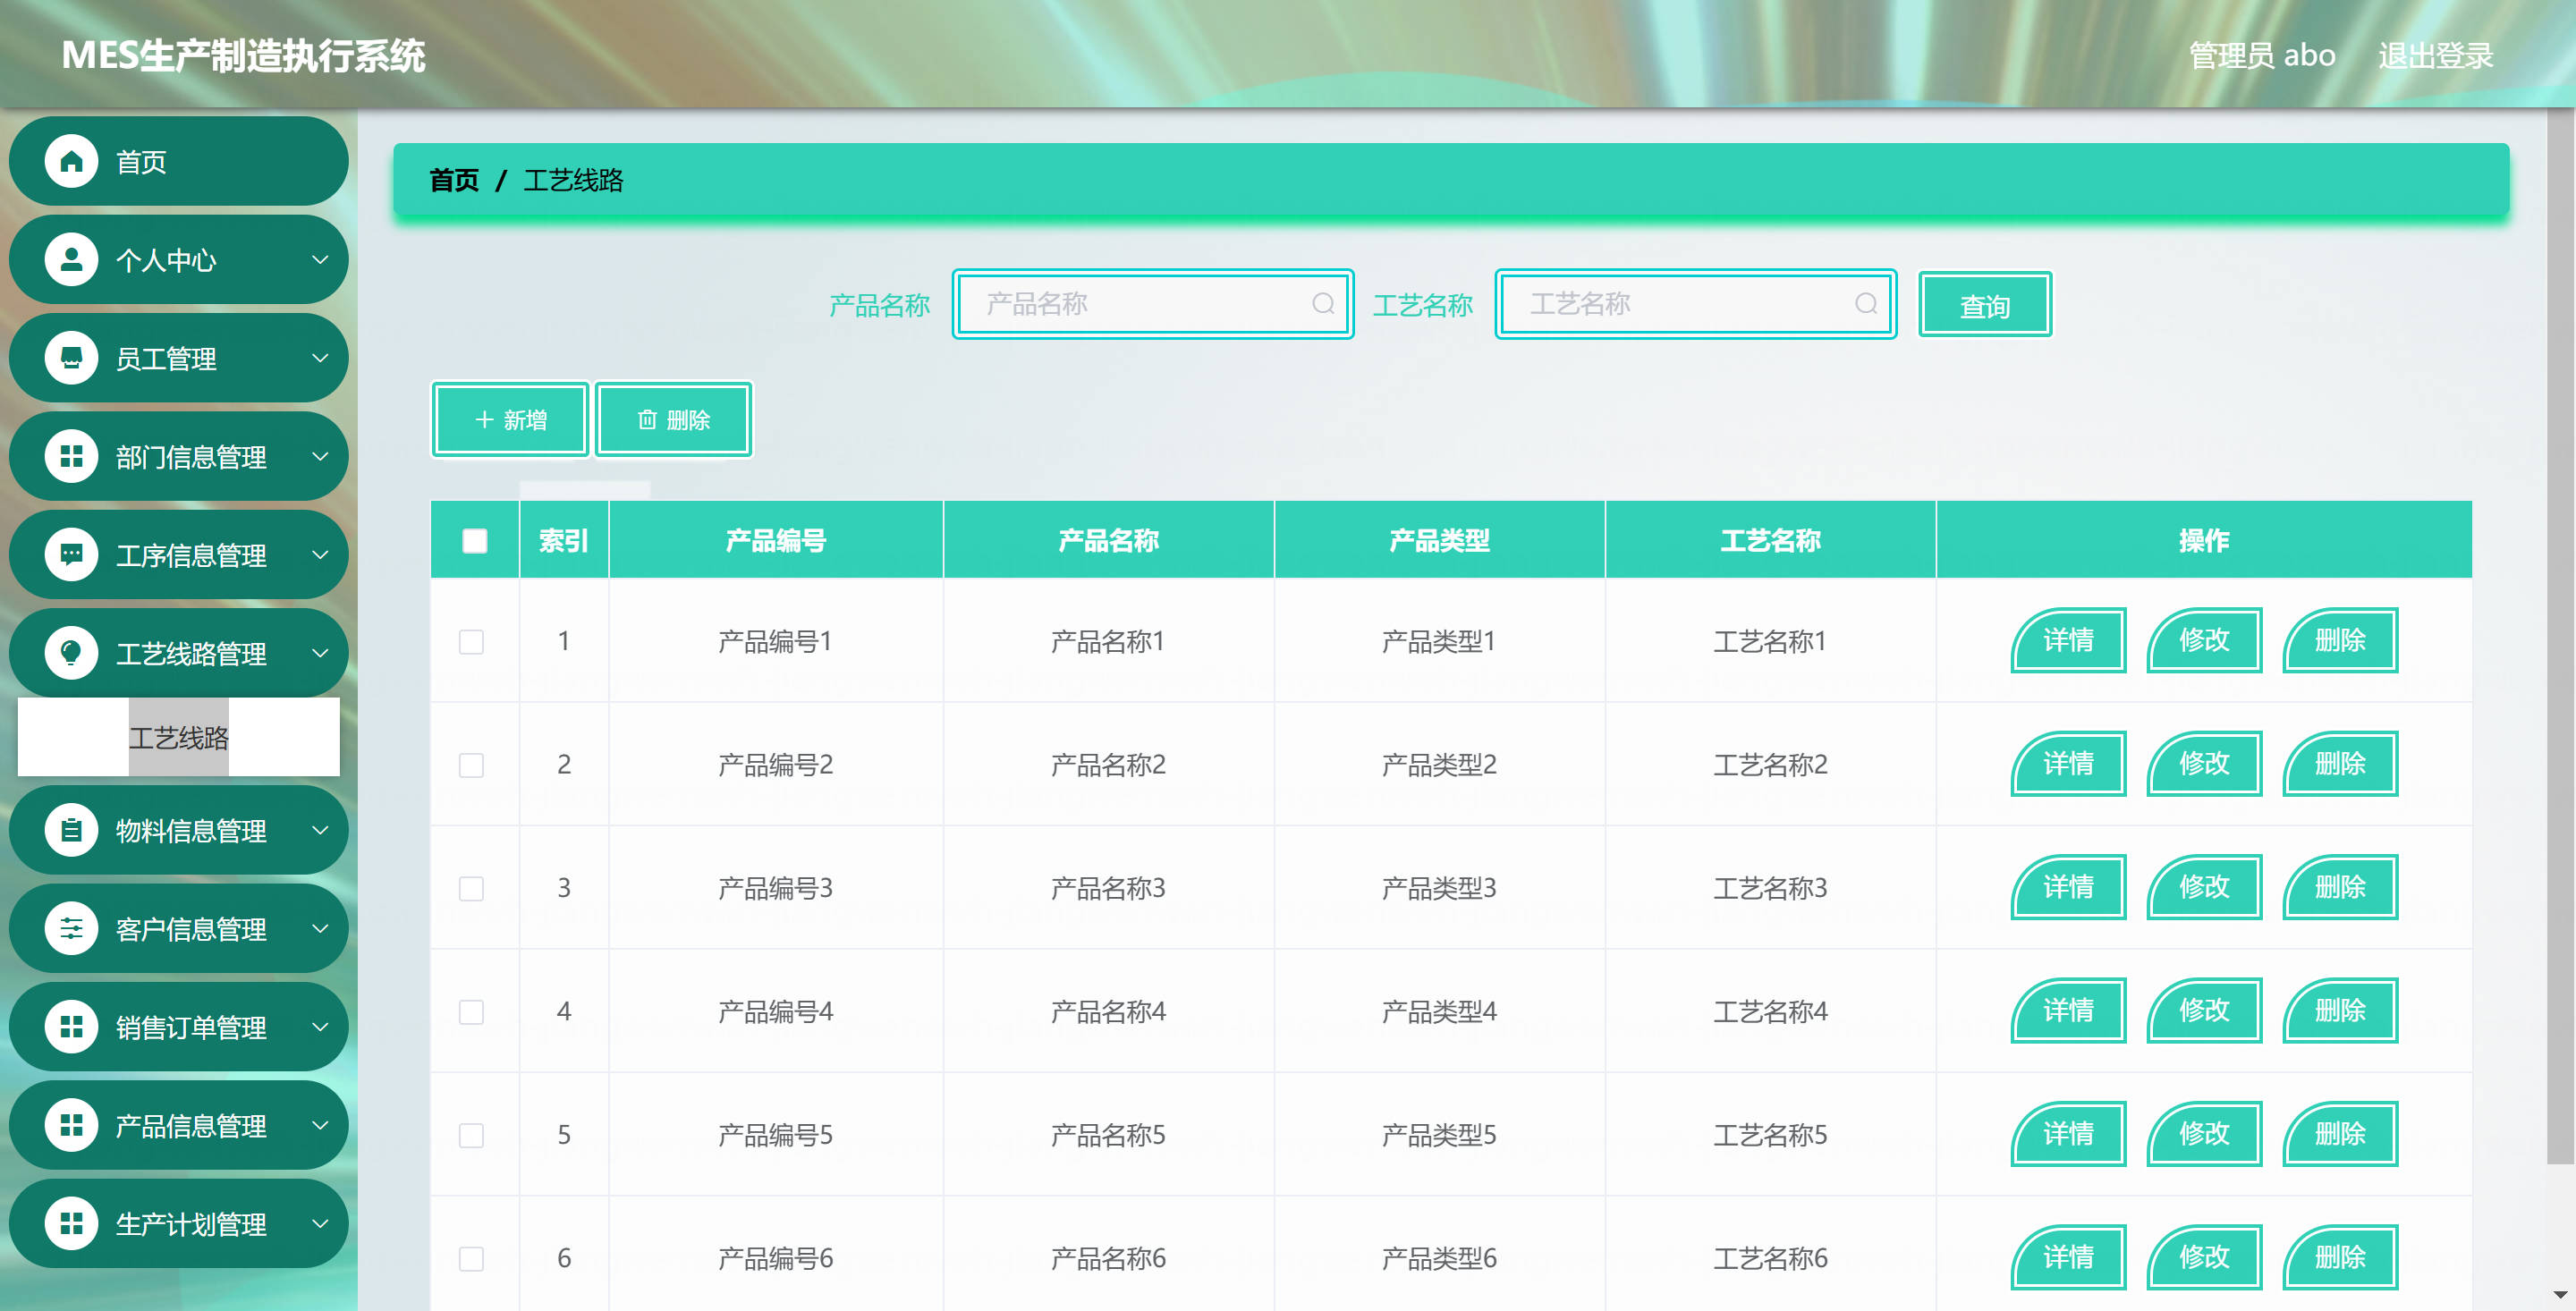 MES生产制造执行系统
管理员 abo 退出登录
首页
个人中心
员工管理
部门信息管理
工序信息管理
工艺线路管理
工艺线路
物料信息管理
客户信息管理
销售订单管理
产品信息管理
生产计划管理
首页 / 工艺线路
产品名称 产品名称 工艺名称 工艺名称 查询
新增 删除
索引 产品编号 产品名称 产品类型 工艺名称 操作
1 产品编号1 产品名称1 产品类型1 工艺名称1 详情 修改 删除
2 产品编号2 产品名称2 产品类型2 工艺名称2 详情 修改 删除
3 产品编号3 产品名称3 产品类型3 工艺名称3 详情 修改 删除
4 产品编号4 产品名称4 产品类型4 工艺名称4 详情 修改 删除
5 产品编号5 产品名称5 产品类型5 工艺名称5 详情 修改 删除
6 产品编号6 产品名称6 产品类型6 工艺名称6 详情 修改 删除